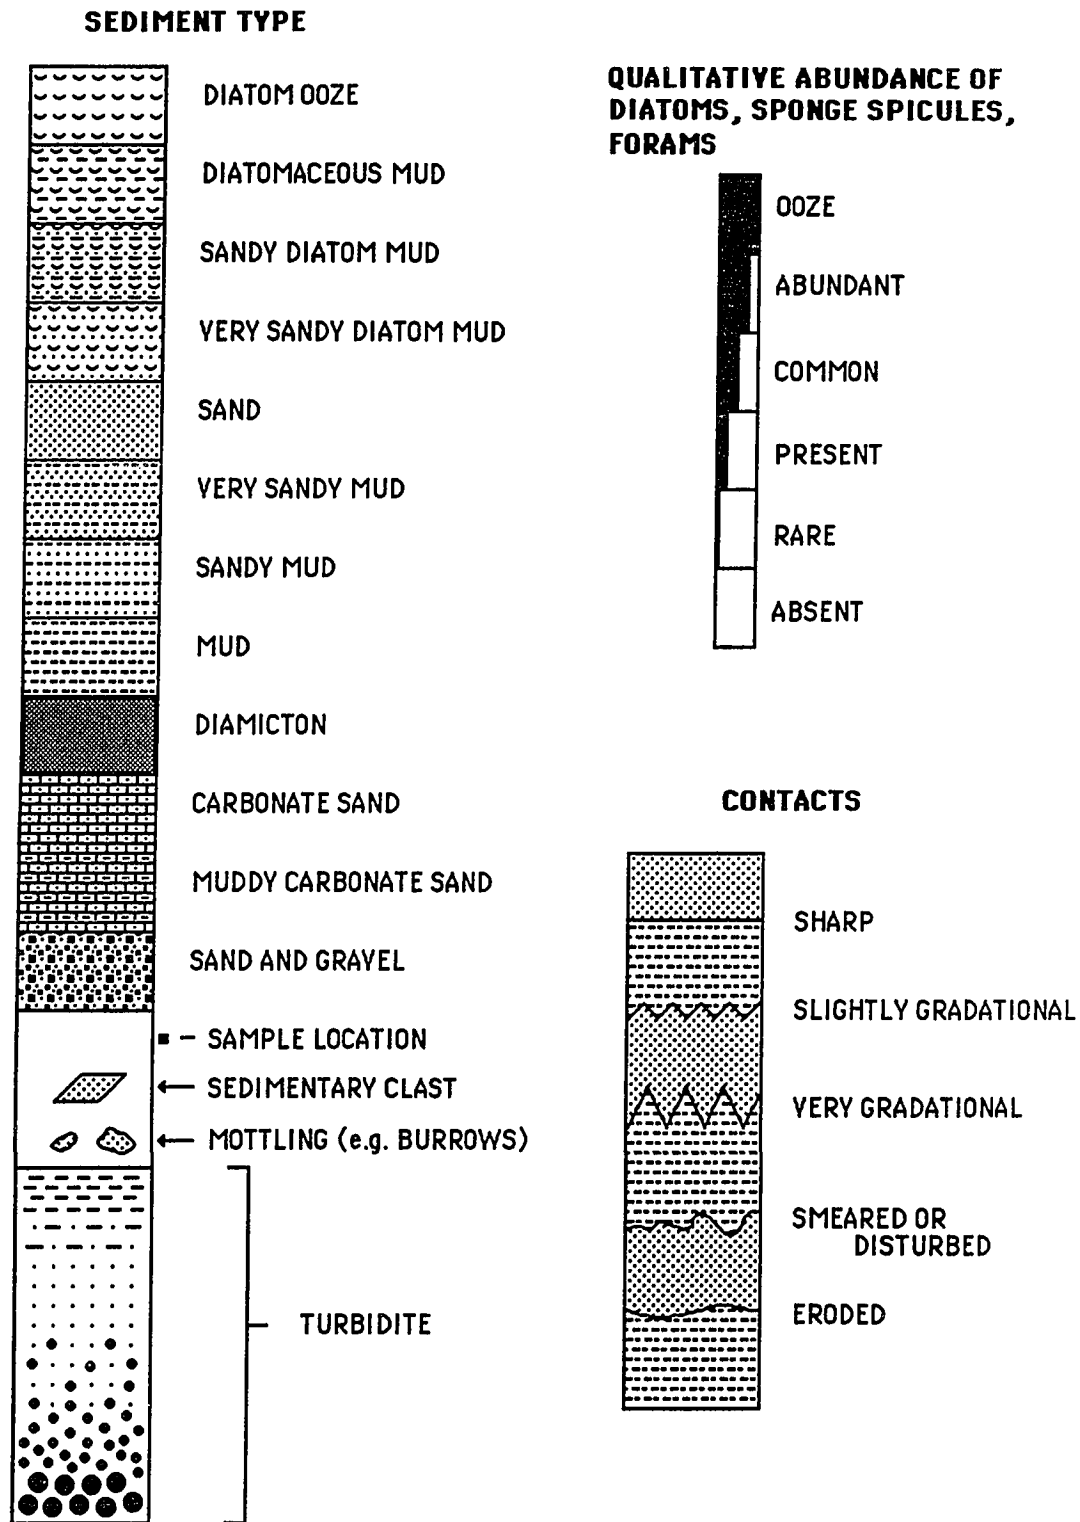 SEDIMENT TYPE
DIATOM OOZE
DIATOMACEOUS MUD
SANDY DIATOM MUD
VERY SANDY DIATOM MUD
SAND
VERY SANDY MUD
SANDY MUD
MUD
DIAMICTON
CARBONATE SAND
MUDDY CARBONATE SAND
SAND AND GRAVEL
- SAMPLE LOCATION
SEDIMENTARY CLAST
MOTTLING (e.g. BURROWS)
TURBIDITE
QUALITATIVE ABUNDANCE OF
DIATOMS, SPONGE SPICULES,
FORAMS
OOZE
ABUNDANT
COMMON
PRESENT
RARE
ABSENT
CONTACTS
SHARP
SLIGHTLY GRADATIONAL
VERY GRADATIONAL
SMEARED OR
DISTURBED
ERODED